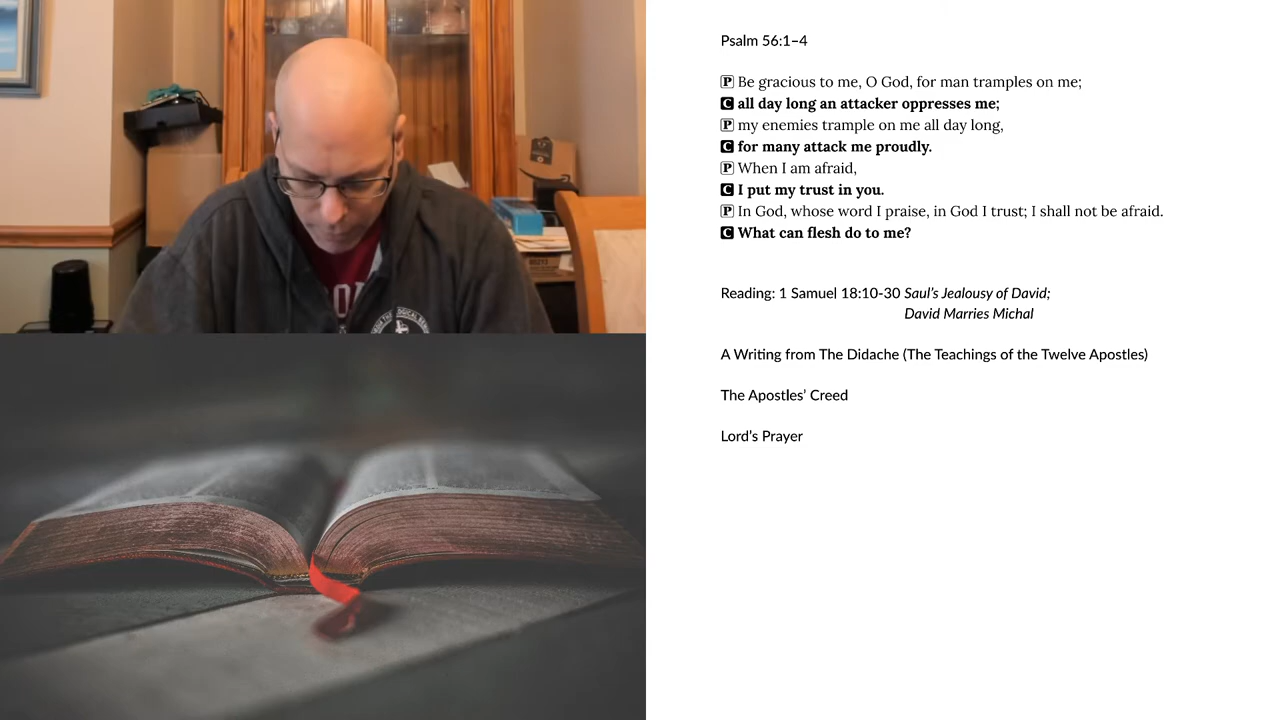 Psalm 56:1–4
P Be gracious to me, O God, for man tramples on me;
C all day long an attacker oppresses me;
P my enemies trample on me all day long,
C for many attack me proudly.
P When I am afraid,
C I put my trust in you.
P In God, whose word I praise, in God I trust; I shall not be afraid.
C What can flesh do to me?
Reading: 1 Samuel 18:10-30 Saul's Jealousy of David;
David Marries Michal
A Writing from The Didache (The Teachings of the Twelve Apostles)
The Apostles' Creed
Lord's Prayer